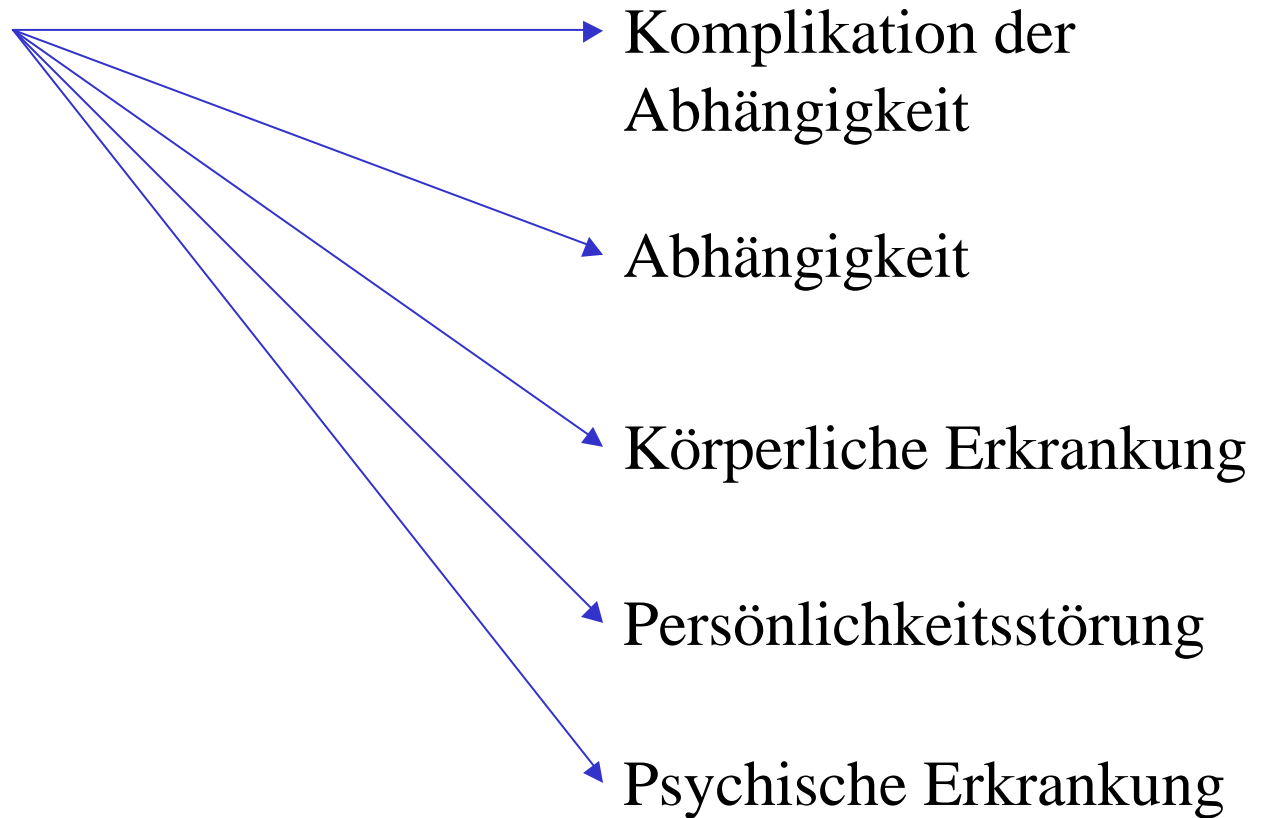 Komplikation der
Abhängigkeit
Abhängigkeit
Körperliche Erkrankung
Persönlichkeitsstörung
Psychische Erkrankung